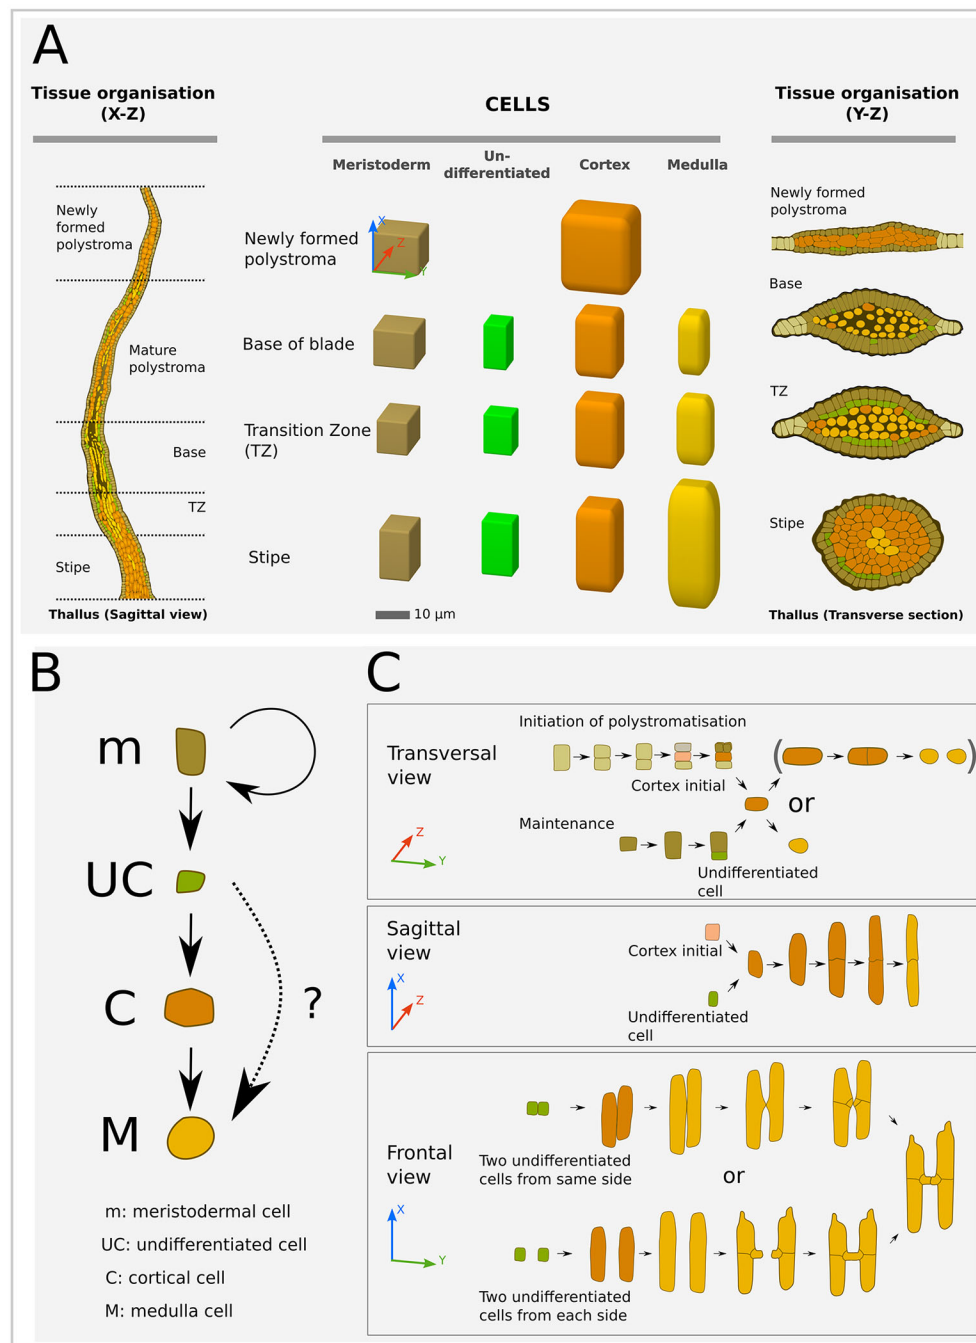 A
Tissue organisation
(X-Z)
CELLS
Tissue organisation
(Y-Z)
Meristoderm
Un-
differentiated
Cortex
Medulla
Newly
formed
polystroma
Mature
polystroma
Base
TZ
Stipe
Thallus (Sagittal view)
Newly formed
polystroma
X
Z
Y
Base of blade
Transition Zone
(TZ)
Stipe
10 µm
Newly formed
polystroma
Base
TZ
Stipe
Thallus (Transverse section)
B
m
UC
C
M
?
m: meristodermal cell
UC: undifferentiated cell
C: cortical cell
M: medulla cell
C
Transversal
view
Z
Y
Initiation of polystromatisation
Cortex initial
( )
or
Maintenance
Undifferentiated
cell
Sagittal
view
X
Z
Cortex initial
Undifferentiated
cell
Frontal
view
X
Y
Two undifferentiated
cells from same side
or
Two undifferentiated
cells from each side